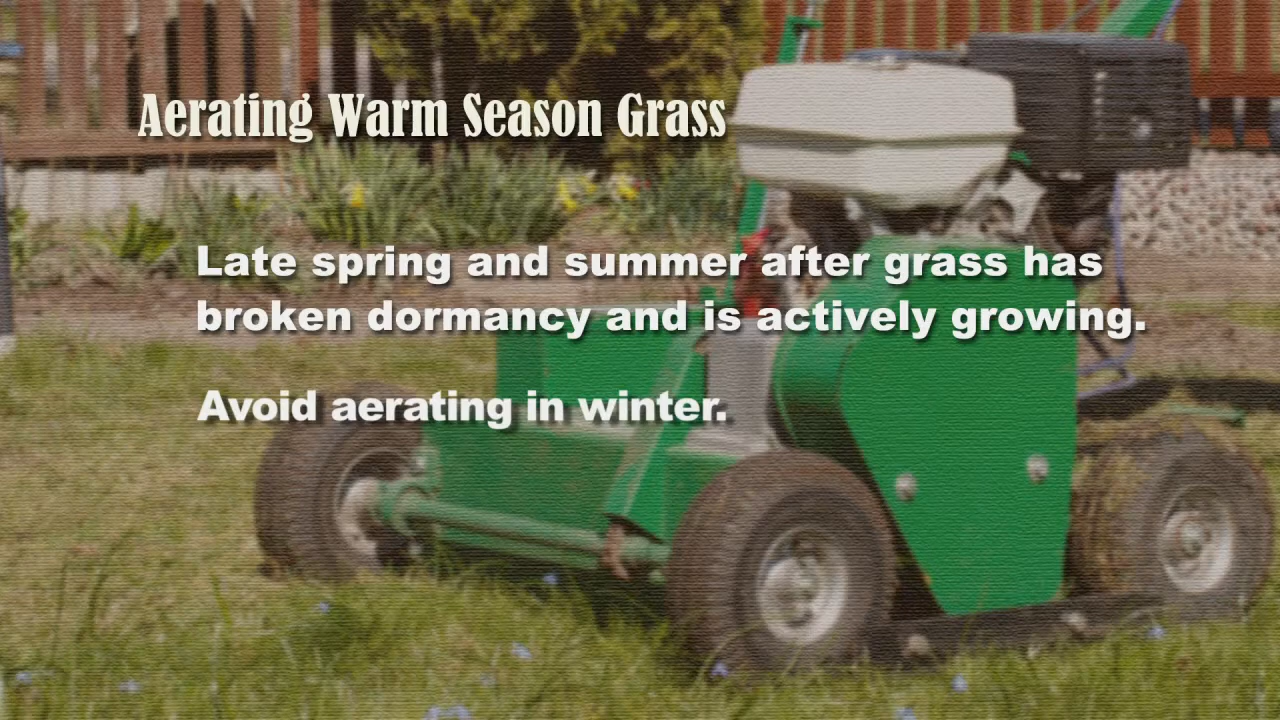 Aerating Warm Season Grass
Late spring and summer after grass has
broken dormancy and is actively growing.
Avoid aerating in winter.